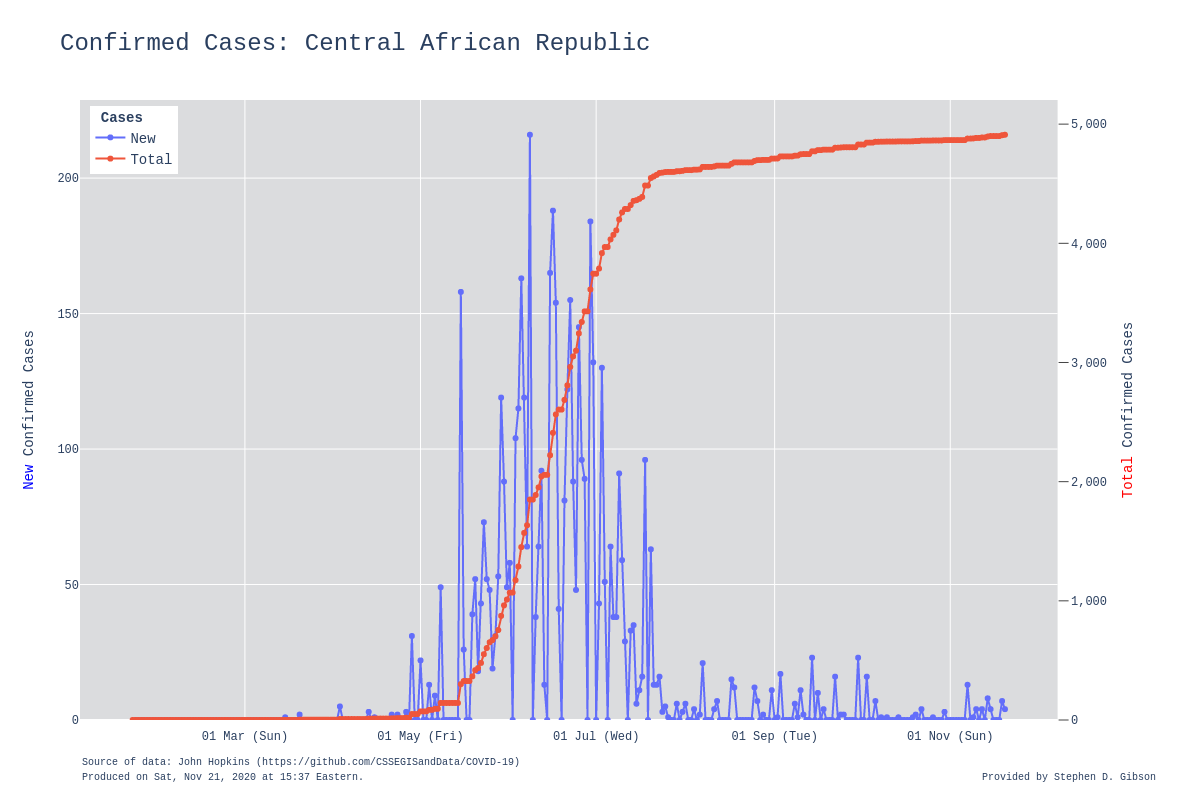 Confirmed Cases: Central African Republic
Cases
New
Total
200
150
100
50
0
5,000
4,000
3,000
2,000
1,000
0
New Confirmed Cases
Total Confirmed Cases
01 Mar (Sun)
01 May (Fri)
01 Jul (Wed)
01 Sep (Tue)
01 Nov (Sun)
Source of data: John Hopkins (https://github.com/CSSEGISandData/COVID-19)
Produced on Sat, Nov 21, 2020 at 15:37 Eastern.
Provided by Stephen D. Gibson